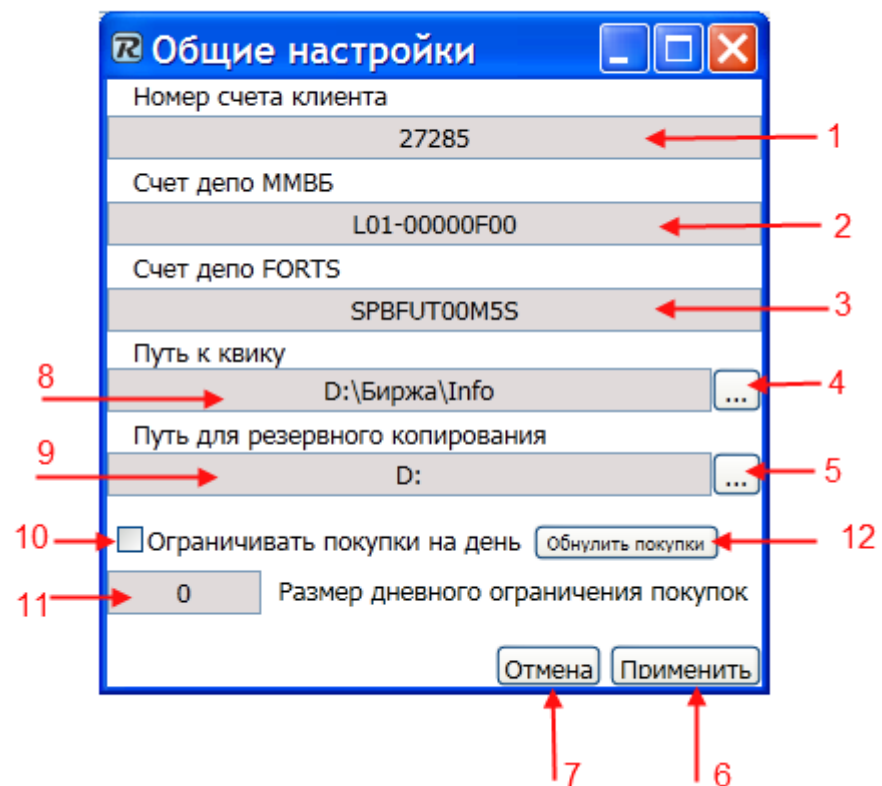 Общие настройки
Номер счета клиента
27285
1
Счет депо ММВБ
L01-00000F00
2
Счет депо FORTS
SPBFUT00M5S
3
Путь к квику
8
D:\Биржа\Info
...
4
Путь для резервного копирования
9
D:
...
5
10
Ограничивать покупки на день
Обнулить покупки
12
11
0
Размер дневного ограничения покупок
Отмена
Применить
7
6